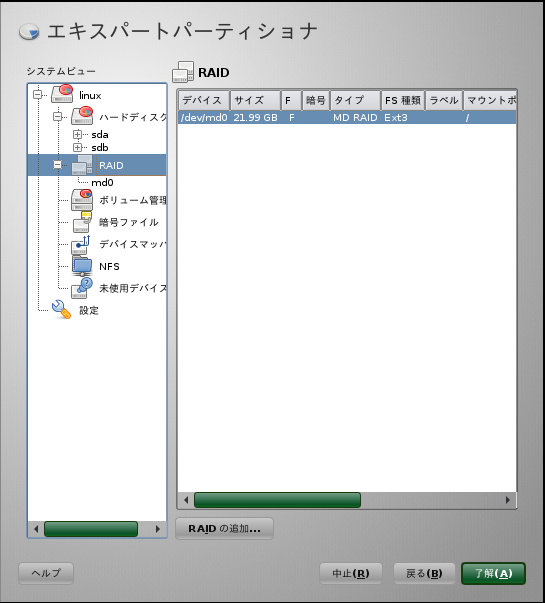 エキスパートパーティショナ
システムビュー
linux
ハードディスク
sda
sdb
RAID
md0
ボリューム管理
暗号ファイル
デバイスマッパ
NFS
未使用デバイス
設定
RAID
デバイス サイズ F 暗号 タイプ FS 種類 ラベル マウントポ
/dev/md0 21.99 GB F MD RAID Ext3 /
RAID の追加...
ヘルプ 中止(R) 戻る(B) 了解(A)